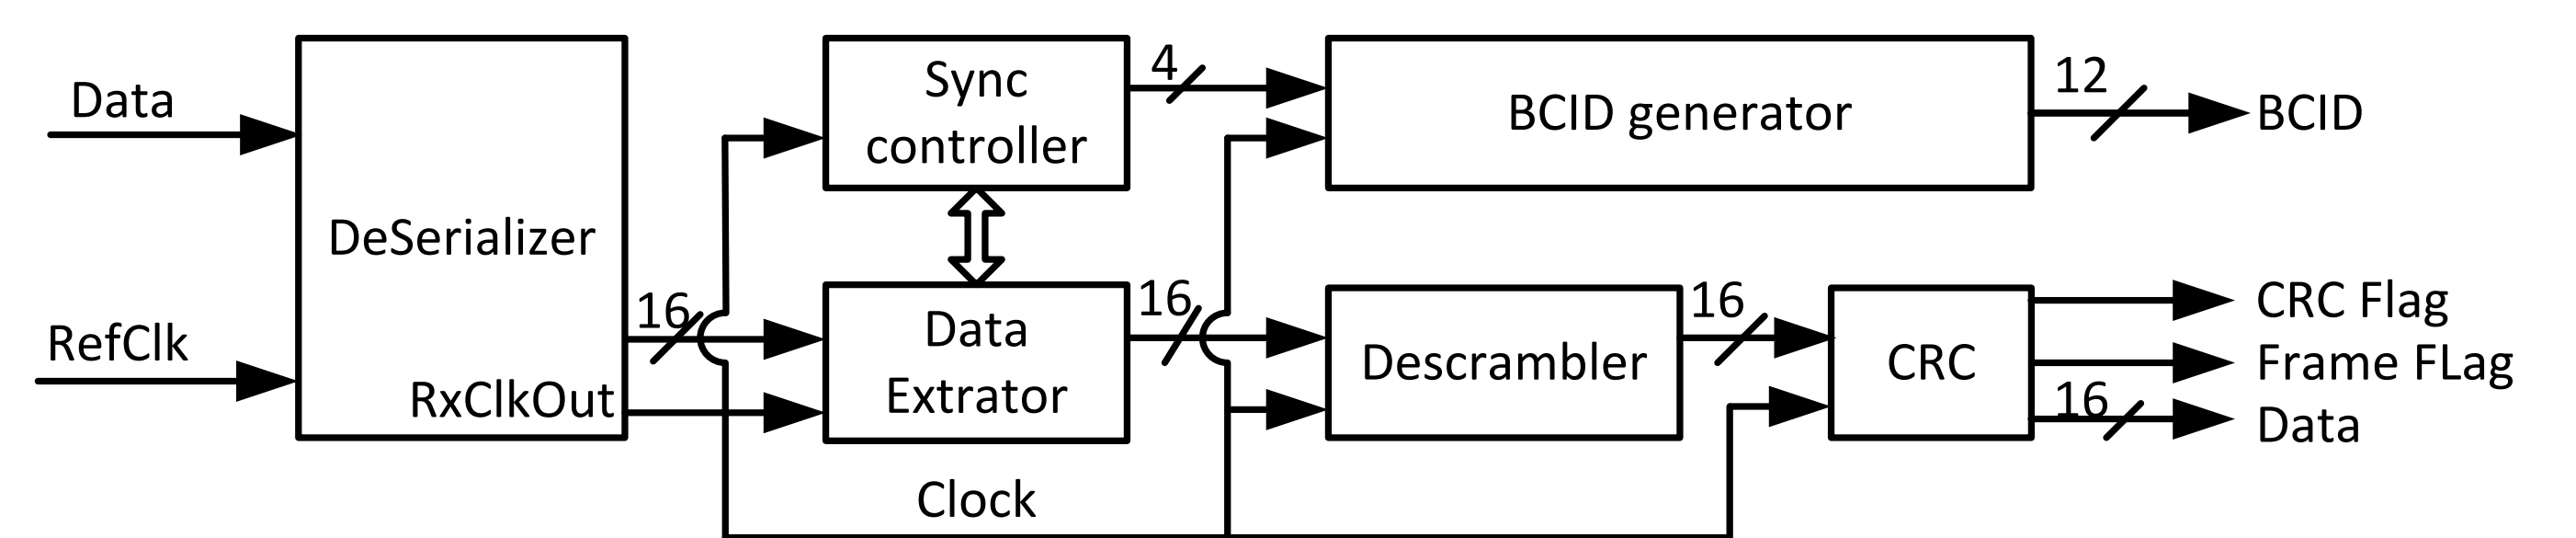 Data
RefClk
DeSerializer
RxClkOut
16
Sync
controller
4
Data
Extrator
16
Clock
BCID generator
12
BCID
Descrambler
16
CRC
CRC Flag
Frame FLag
16
Data